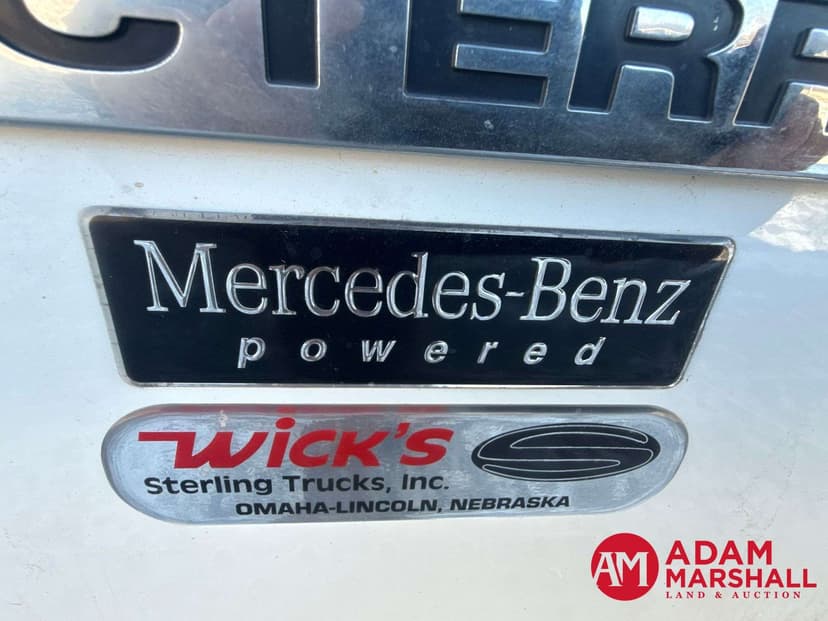 CTERR
Mercedes-Benz
powered
WiCK'S
Sterling Trucks, Inc.
OMAHA-LINCOLN, NEBRASKA
AM ADAM
MARSHALL
LAND & AUCTION